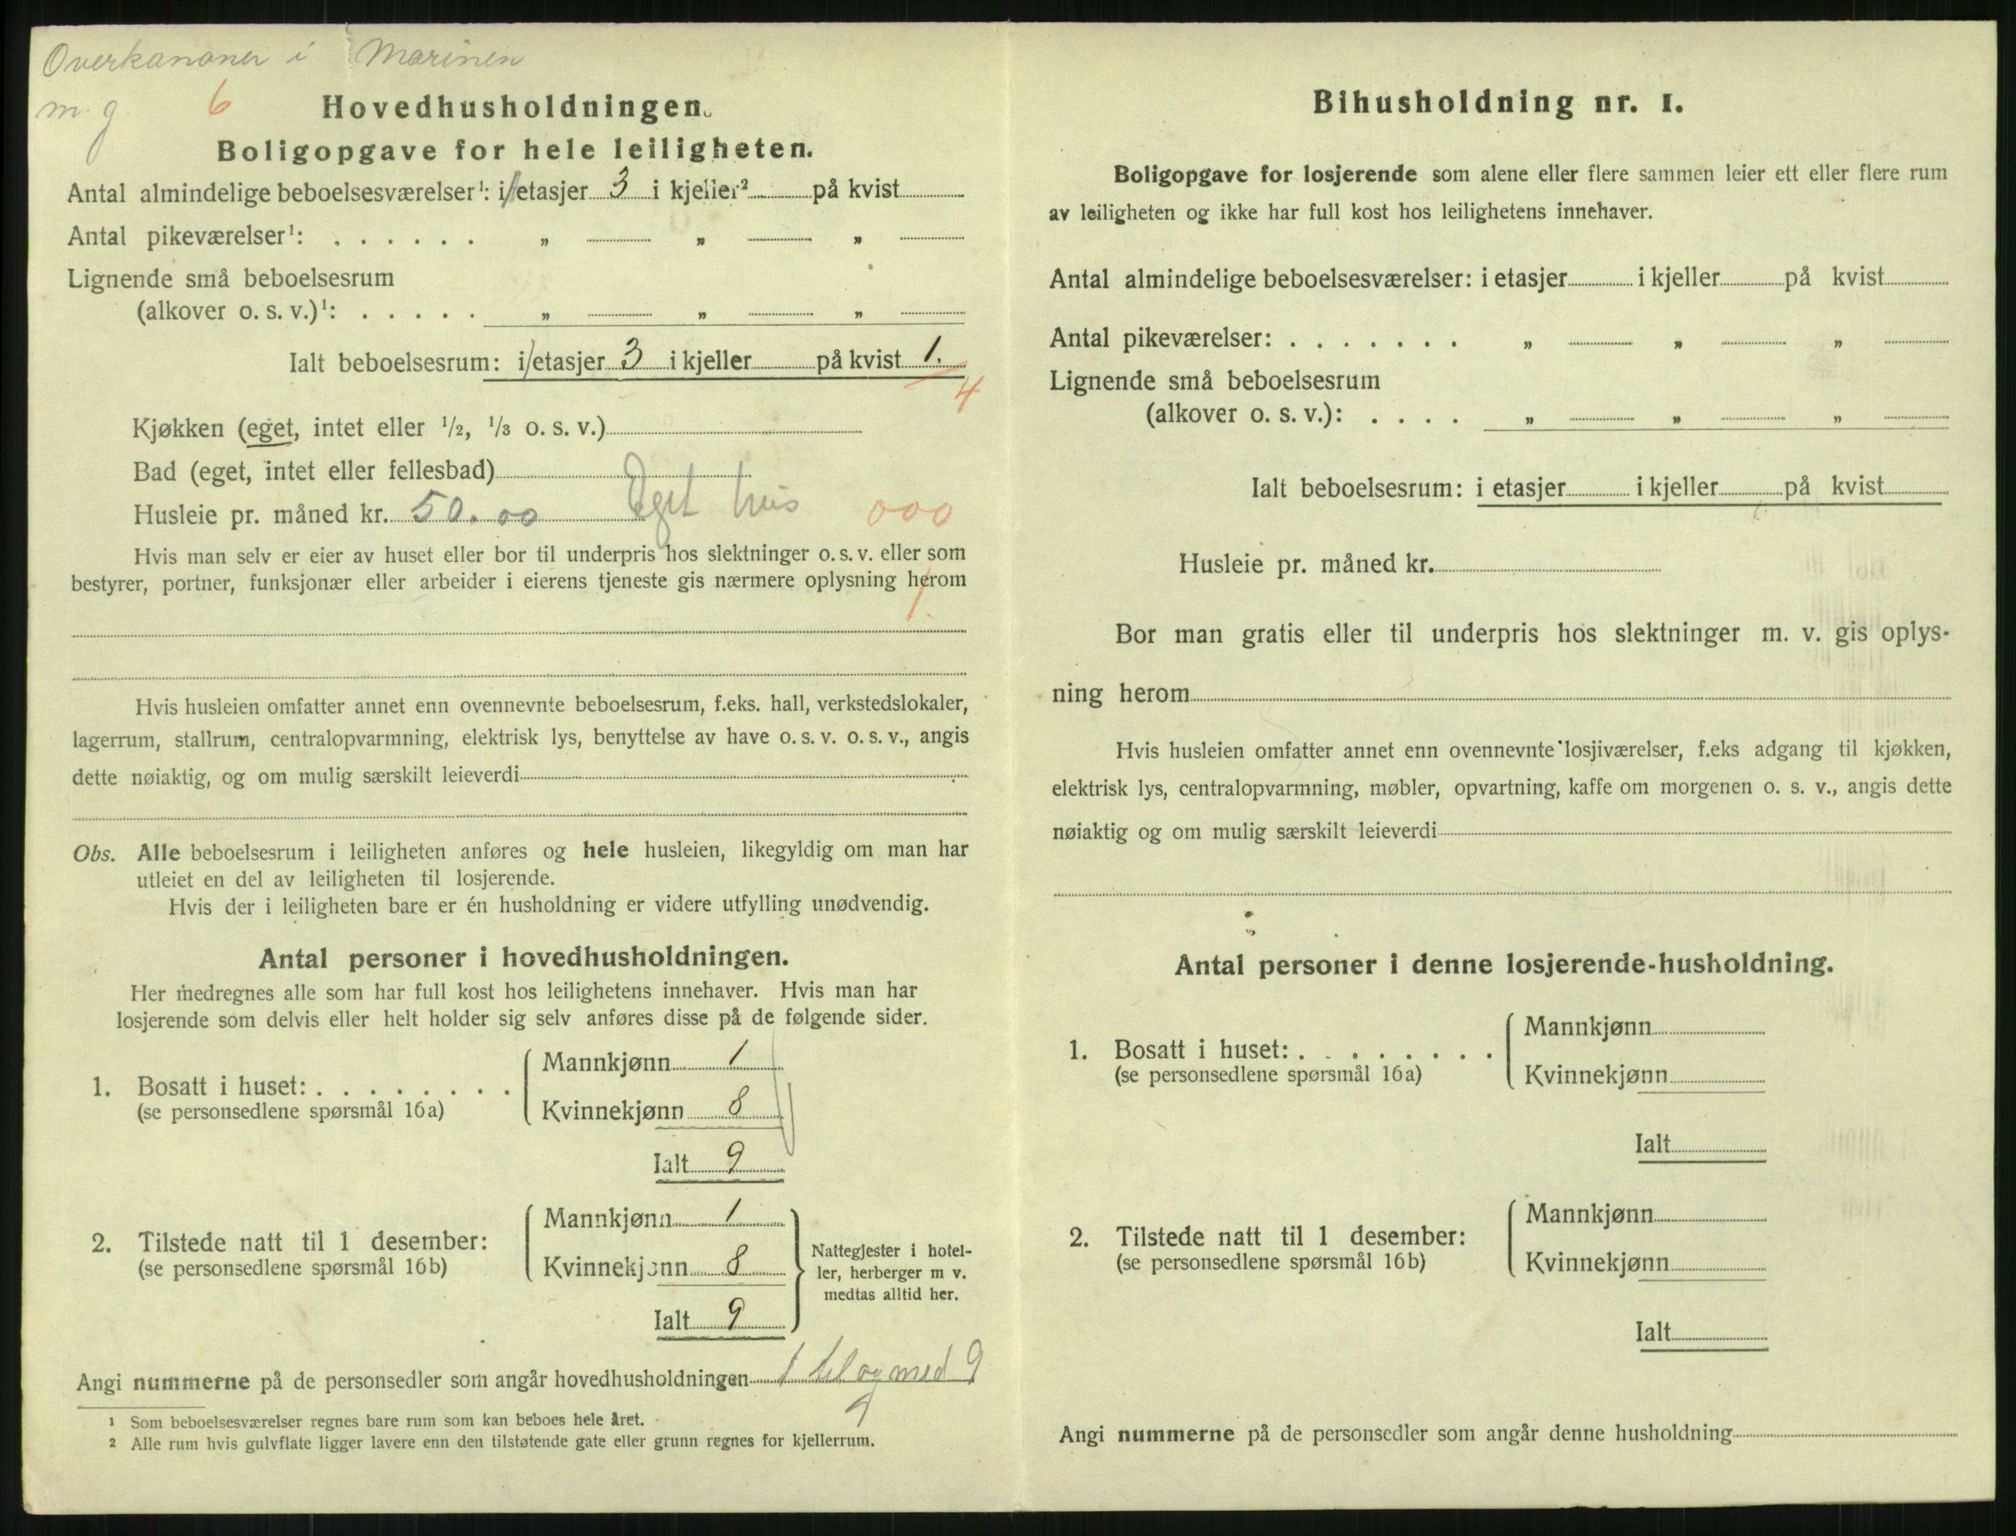 Overkanoner i Marinen
m. g. 6
Hovedhusholdningen.
Boligopgave for hele leiligheten.
Antal almindelige beboelsesværelser¹: i/etasjer 3 i kjeller² på kvist
Antal pikeværelser¹: . . . . . . „ „ „
Lignende små beboelsesrum
(alkover o. s. v.)¹: . . . . . „ „ „
Ialt beboelsesrum: i/etasjer 3 i kjeller på kvist 1.
4
Kjøkken (eget, intet eller 1/2, 1/3 o. s. v.)
Bad (eget, intet eller fellesbad)
Husleie pr. måned kr. 50.00 Eget hus 000
Hvis man selv er eier av huset eller bor til underpris hos slektninger o. s. v. eller som
bestyrer, portner, funksjonær eller arbeider i eierens tjeneste gis nærmere oplysning herom
1.
Hvis husleien omfatter annet enn ovennevnte beboelsesrum, f.eks. hall, verkstedslokaler,
lagerrum, stallrum, centralopvarmning, elektrisk lys, benyttelse av have o. s. v. o. s. v., angis
dette nøiaktig, og om mulig særskilt leieverdi
Obs. Alle beboelsesrum i leiligheten anføres og hele husleien, likegyldig om man har
utleiet en del av leiligheten til losjerende.
Hvis der i leiligheten bare er én husholdning er videre utfylling unødvendig.
Antal personer i hovedhusholdningen.
Her medregnes alle som har full kost hos leilighetens innehaver. Hvis man har
losjerende som delvis eller helt holder sig selv anføres disse på de følgende sider.
Mannkjønn 1
1. Bosatt i huset: . . . . . . . .
(se personsedlene spørsmål 16a)
Kvinnekjønn 8
Ialt 9
Mannkjønn 1
2. Tilstede natt til 1 desember:
(se personsedlene spørsmål 16b)
Kvinnekjønn 8
Ialt 9
Nattegjester i hotel-
ler, herberger m v.
medtas alltid her.
Angi nummerne på de personsedler som angår hovedhusholdningen 1 til og med 9
9
¹ Som beboelsesværelser regnes bare rum som kan beboes hele året.
² Alle rum hvis gulvflate ligger lavere enn den tilstøtende gate eller grunn regnes for kjellerrum.
Bihusholdning nr. 1.
Boligopgave for losjerende som alene eller flere sammen leier ett eller flere rum
av leiligheten og ikke har full kost hos leilighetens innehaver.
Antal almindelige beboelsesværelser: i etasjer i kjeller på kvist
Antal pikeværelser: . . . . . . . „ „ „
Lignende små beboelsesrum
(alkover o. s. v.): . . . . „ „ „
Ialt beboelsesrum: i etasjer i kjeller på kvist
Husleie pr. måned kr.
Bor man gratis eller til underpris hos slektninger m. v. gis oplys-
ning herom
Hvis husleien omfatter annet enn ovennevnte losjiværelser, f.eks adgang til kjøkken,
elektrisk lys, centralopvarmning, møbler, opvartning, kaffe om morgenen o. s. v., angis dette
nøiaktig og om mulig særskilt leieverdi
Antal personer i denne losjerende-husholdning.
Mannkjønn
1. Bosatt i huset: . . . . . . . .
(se personsedlene spørsmål 16a)
Kvinnekjønn
Ialt
Mannkjønn
2. Tilstede natt til 1 desember:
(se personsedlene spørsmål 16b)
Kvinnekjønn
Ialt
Angi nummerne på de personsedler som angår denne husholdning